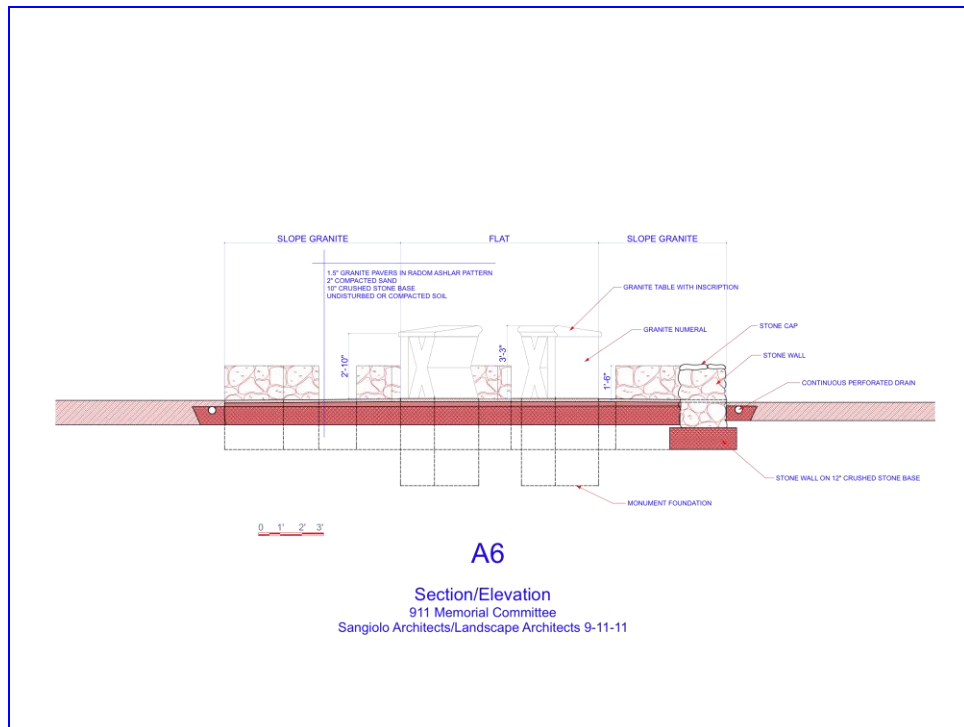 SLOPE GRANITE
FLAT
SLOPE GRANITE
1.5" GRANITE PAVERS IN RADOM ASHLAR PATTERN
2" COMPACTED SAND
10" CRUSHED STONE BASE
UNDISTURBED OR COMPACTED SOIL
GRANITE TABLE WITH INSCRIPTION
GRANITE NUMERAL
STONE CAP
STONE WALL
2'-10"
3'-3"
1'-6"
CONTINUOUS PERFORATED DRAIN
STONE WALL ON 12" CRUSHED STONE BASE
MONUMENT FOUNDATION
0 1' 2' 3'
A6
Section/Elevation
911 Memorial Committee
Sangiolo Architects/Landscape Architects 9-11-11